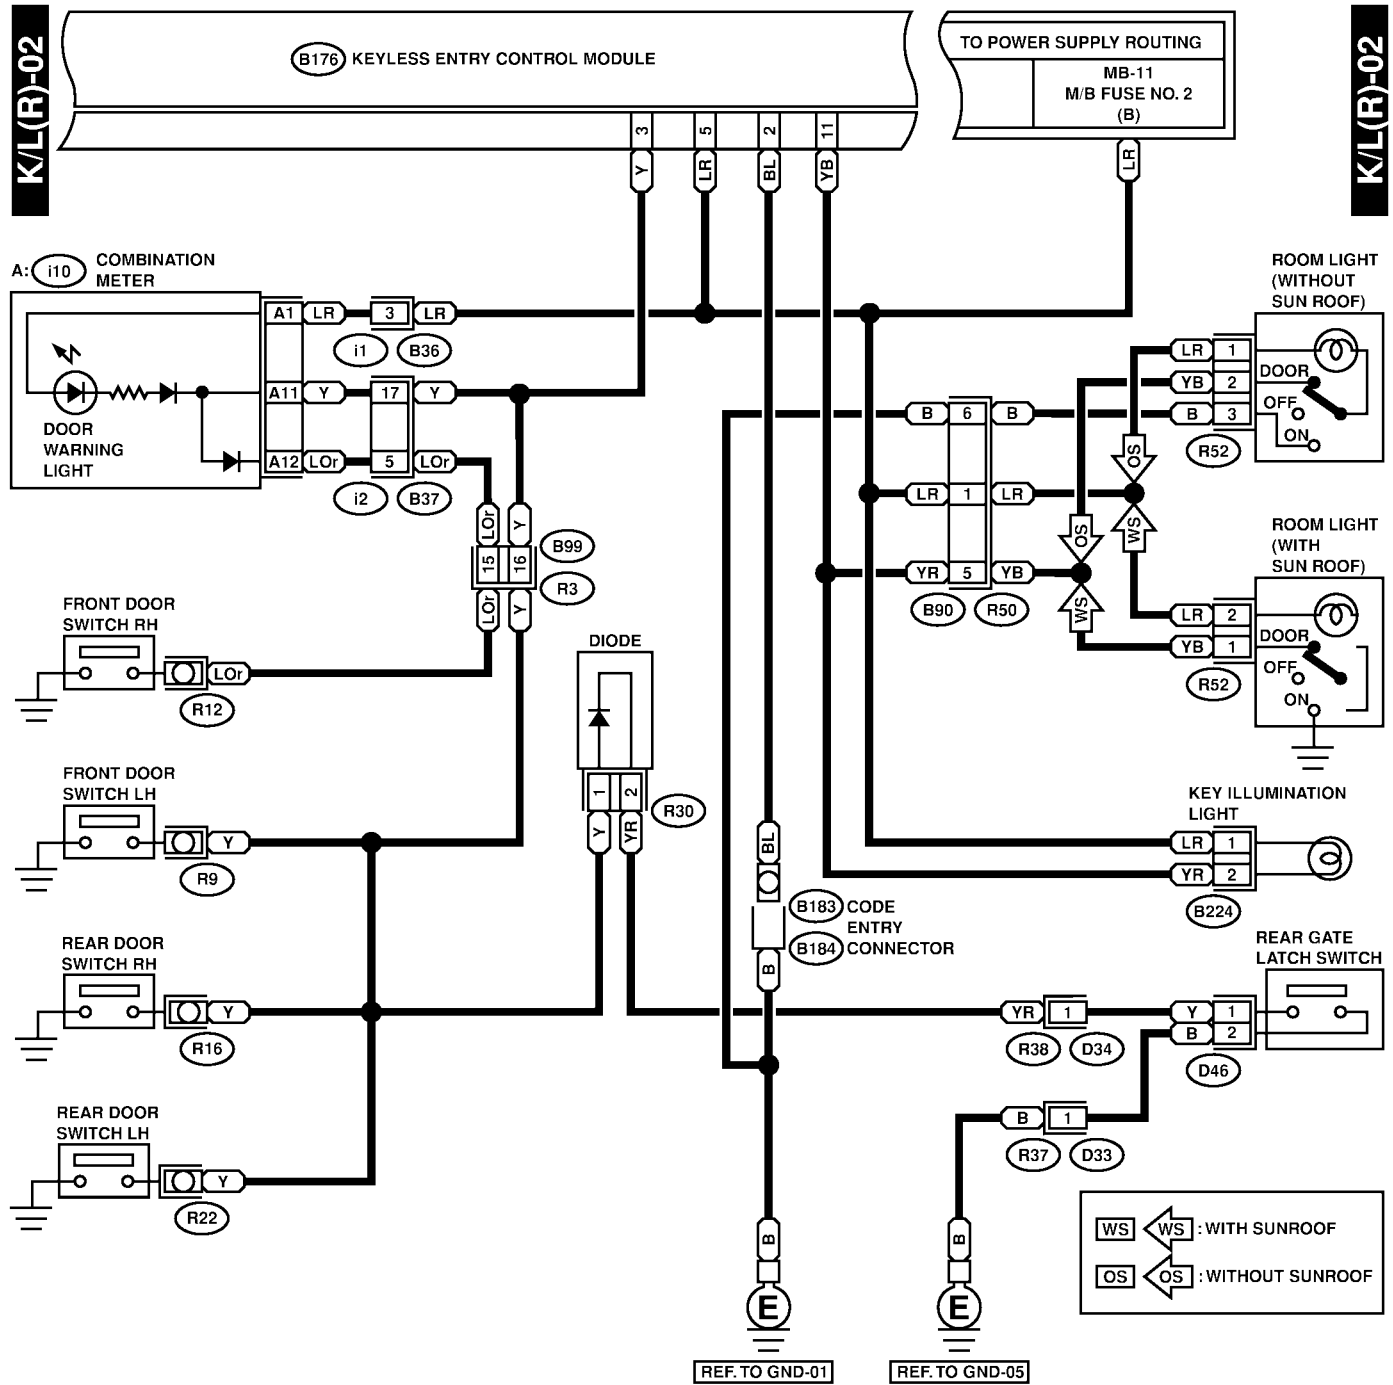 K/L(R)-02
B176 KEYLESS ENTRY CONTROL MODULE
TO POWER SUPPLY ROUTING
MB-11
M/B FUSE NO. 2
(B)
K/L(R)-02
3 5 2 11
Y LR BL YB LR
A: i10 COMBINATION
METER
A1 LR 3 LR
i1 B36
A11 Y 17 Y
DOOR
WARNING
LIGHT
A12 LOr 5 LOr
i2 B37
LOr Y
15 16
B99
R3
LOr Y
ROOM LIGHT
(WITHOUT
SUN ROOF)
LR 1
YB 2
B 3
DOOR
OFF
ON
R52
B 6 B
LR 1 LR
YR 5 YB
B90 R50
OS
WS
OS
WS
ROOM LIGHT
(WITH
SUN ROOF)
LR 2
YB 1
DOOR
OFF
ON
R52
FRONT DOOR
SWITCH RH
LOr
R12
DIODE
1 2
R30
Y YR
FRONT DOOR
SWITCH LH
Y
R9
KEY ILLUMINATION
LIGHT
LR 1
YR 2
B224
BL
B183 CODE
ENTRY
B184 CONNECTOR
B
REAR DOOR
SWITCH RH
Y
R16
REAR GATE
LATCH SWITCH
YR 1 Y 1
B 2
R38 D34
D46
B 1
R37 D33
REAR DOOR
SWITCH LH
Y
R22
WS WS : WITH SUNROOF
OS OS : WITHOUT SUNROOF
B B
E E
REF. TO GND-01 REF. TO GND-05